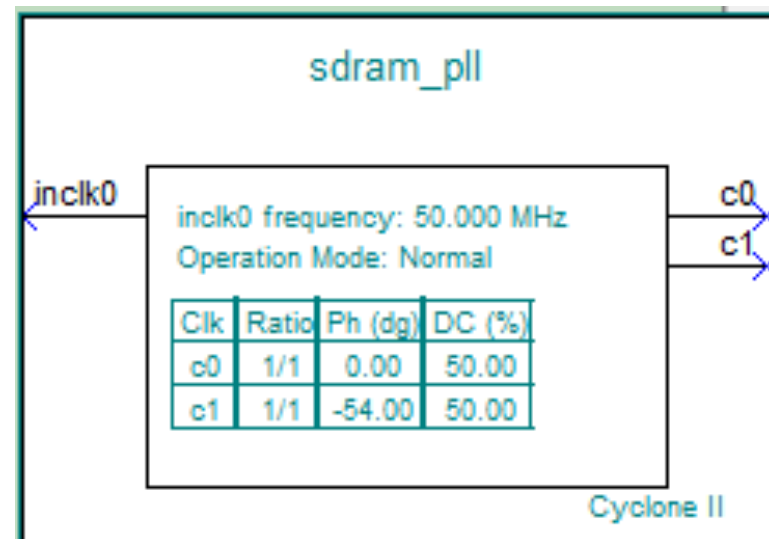 sdram_pll
inclk0
c0
inclk0 frequency: 50.000 MHz
c1
Operation Mode: Normal
Clk Ratio Ph (dg) DC (%)
c0 1/1 0.00 50.00
c1 1/1 -54.00 50.00
Cyclone II